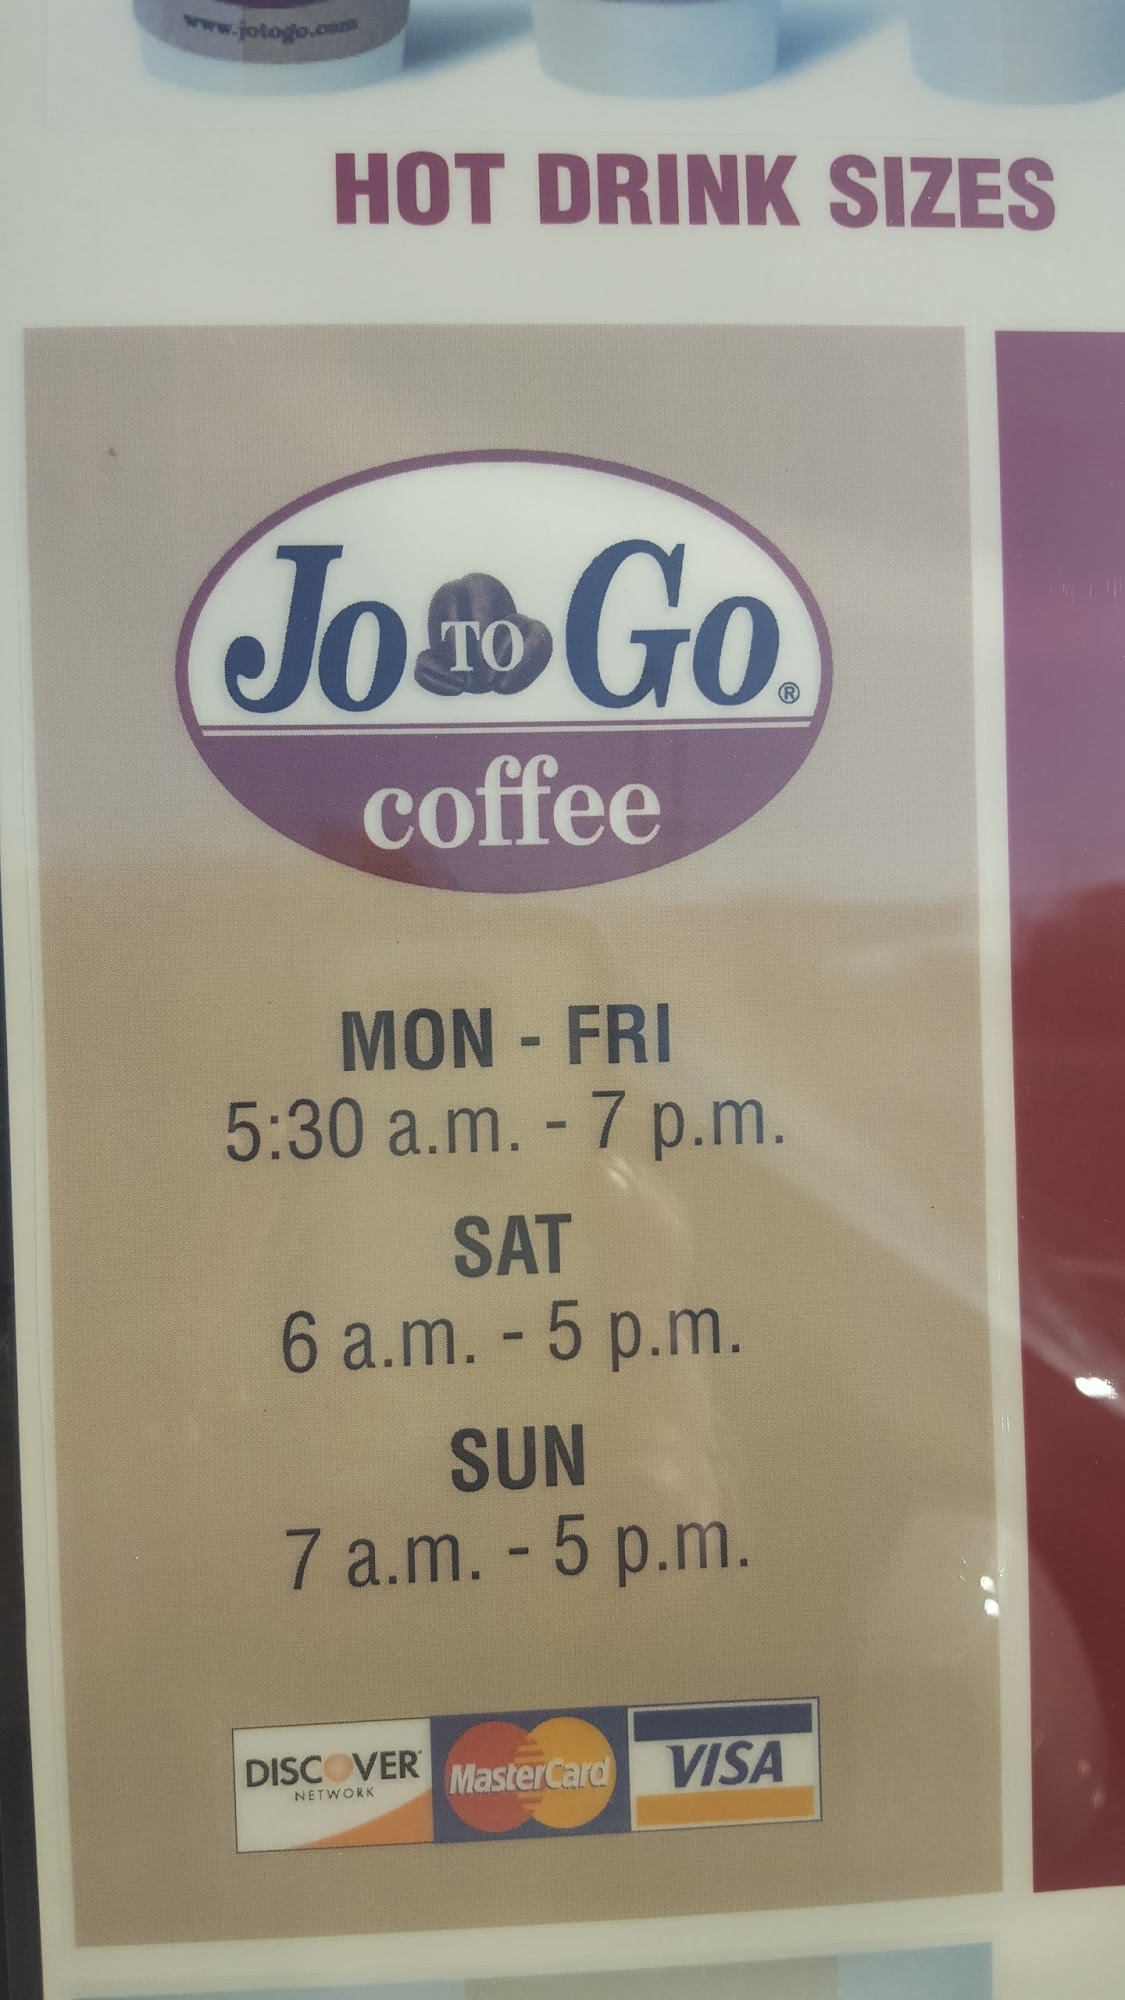 www.jotogo.com
HOT DRINK SIZES
Jo TO Go®
coffee
MON - FRI
5:30 a.m. - 7 p.m.
SAT
6 a.m. - 5 p.m.
SUN
7 a.m. - 5 p.m.
DISCOVER MasterCard VISA
NETWORK